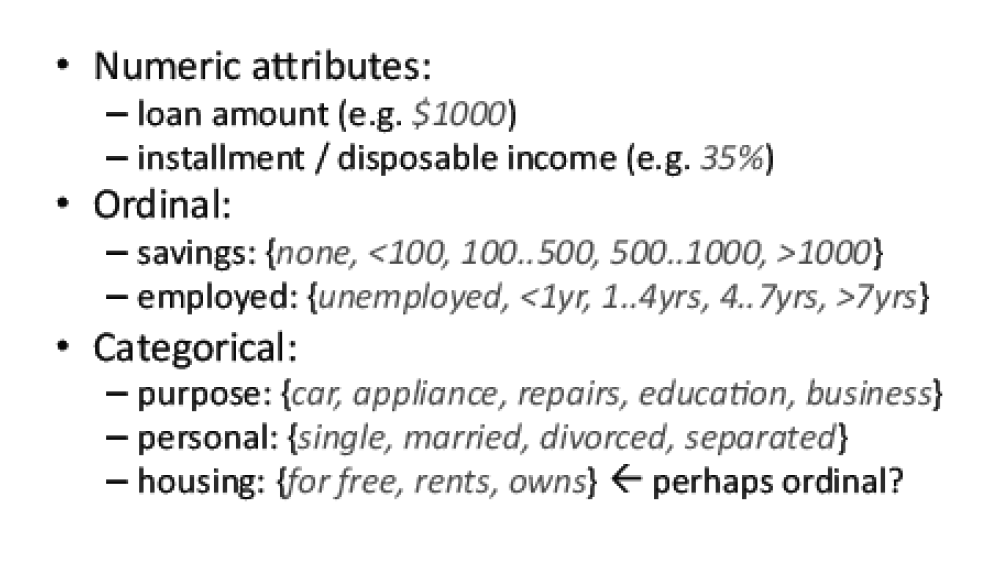 • Numeric attributes:
– loan amount (e.g. $1000)
– installment / disposable income (e.g. 35%)
• Ordinal:
– savings: {none, <100, 100..500, 500..1000, >1000}
– employed: {unemployed, <1yr, 1..4yrs, 4..7yrs, >7yrs}
• Categorical:
– purpose: {car, appliance, repairs, education, business}
– personal: {single, married, divorced, separated}
– housing: {for free, rents, owns} ← perhaps ordinal?